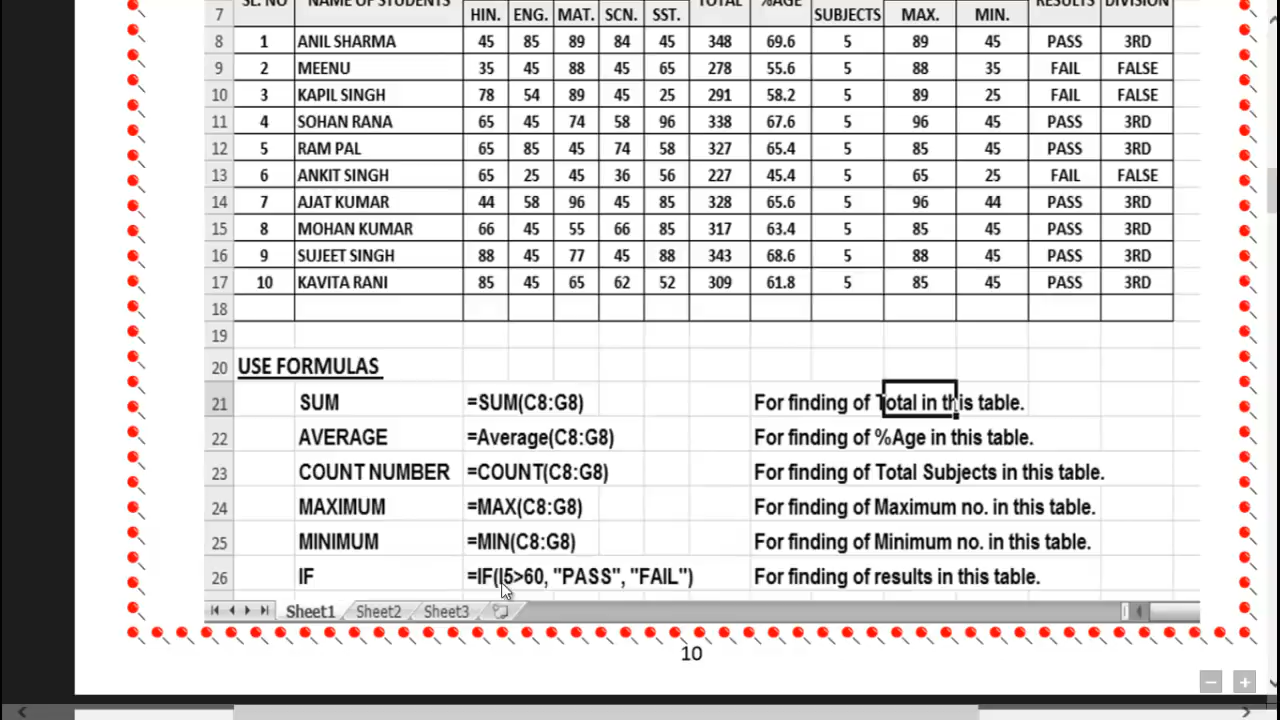 SL. NO NAME OF STUDENTS TOTAL %AGE RESULTS DIVISION
7 HIN. ENG. MAT. SCN. SST. SUBJECTS MAX. MIN.
8 1 ANIL SHARMA 45 85 89 84 45 348 69.6 5 89 45 PASS 3RD
9 2 MEENU 35 45 88 45 65 278 55.6 5 88 35 FAIL FALSE
10 3 KAPIL SINGH 78 54 89 45 25 291 58.2 5 89 25 FAIL FALSE
11 4 SOHAN RANA 65 45 74 58 96 338 67.6 5 96 45 PASS 3RD
12 5 RAM PAL 65 85 45 74 58 327 65.4 5 85 45 PASS 3RD
13 6 ANKIT SINGH 65 25 45 36 56 227 45.4 5 65 25 FAIL FALSE
14 7 AJAT KUMAR 44 58 96 45 85 328 65.6 5 96 44 PASS 3RD
15 8 MOHAN KUMAR 66 45 55 66 85 317 63.4 5 85 45 PASS 3RD
16 9 SUJEET SINGH 88 45 77 45 88 343 68.6 5 88 45 PASS 3RD
17 10 KAVITA RANI 85 45 65 62 52 309 61.8 5 85 45 PASS 3RD
18
19
20 USE FORMULAS
21 SUM =SUM(C8:G8) For finding of Total in this table.
22 AVERAGE =Average(C8:G8) For finding of %Age in this table.
23 COUNT NUMBER =COUNT(C8:G8) For finding of Total Subjects in this table.
24 MAXIMUM =MAX(C8:G8) For finding of Maximum no. in this table.
25 MINIMUM =MIN(C8:G8) For finding of Minimum no. in this table.
26 IF =IF(I5>60, "PASS", "FAIL") For finding of results in this table.
Sheet1 Sheet2 Sheet3
10